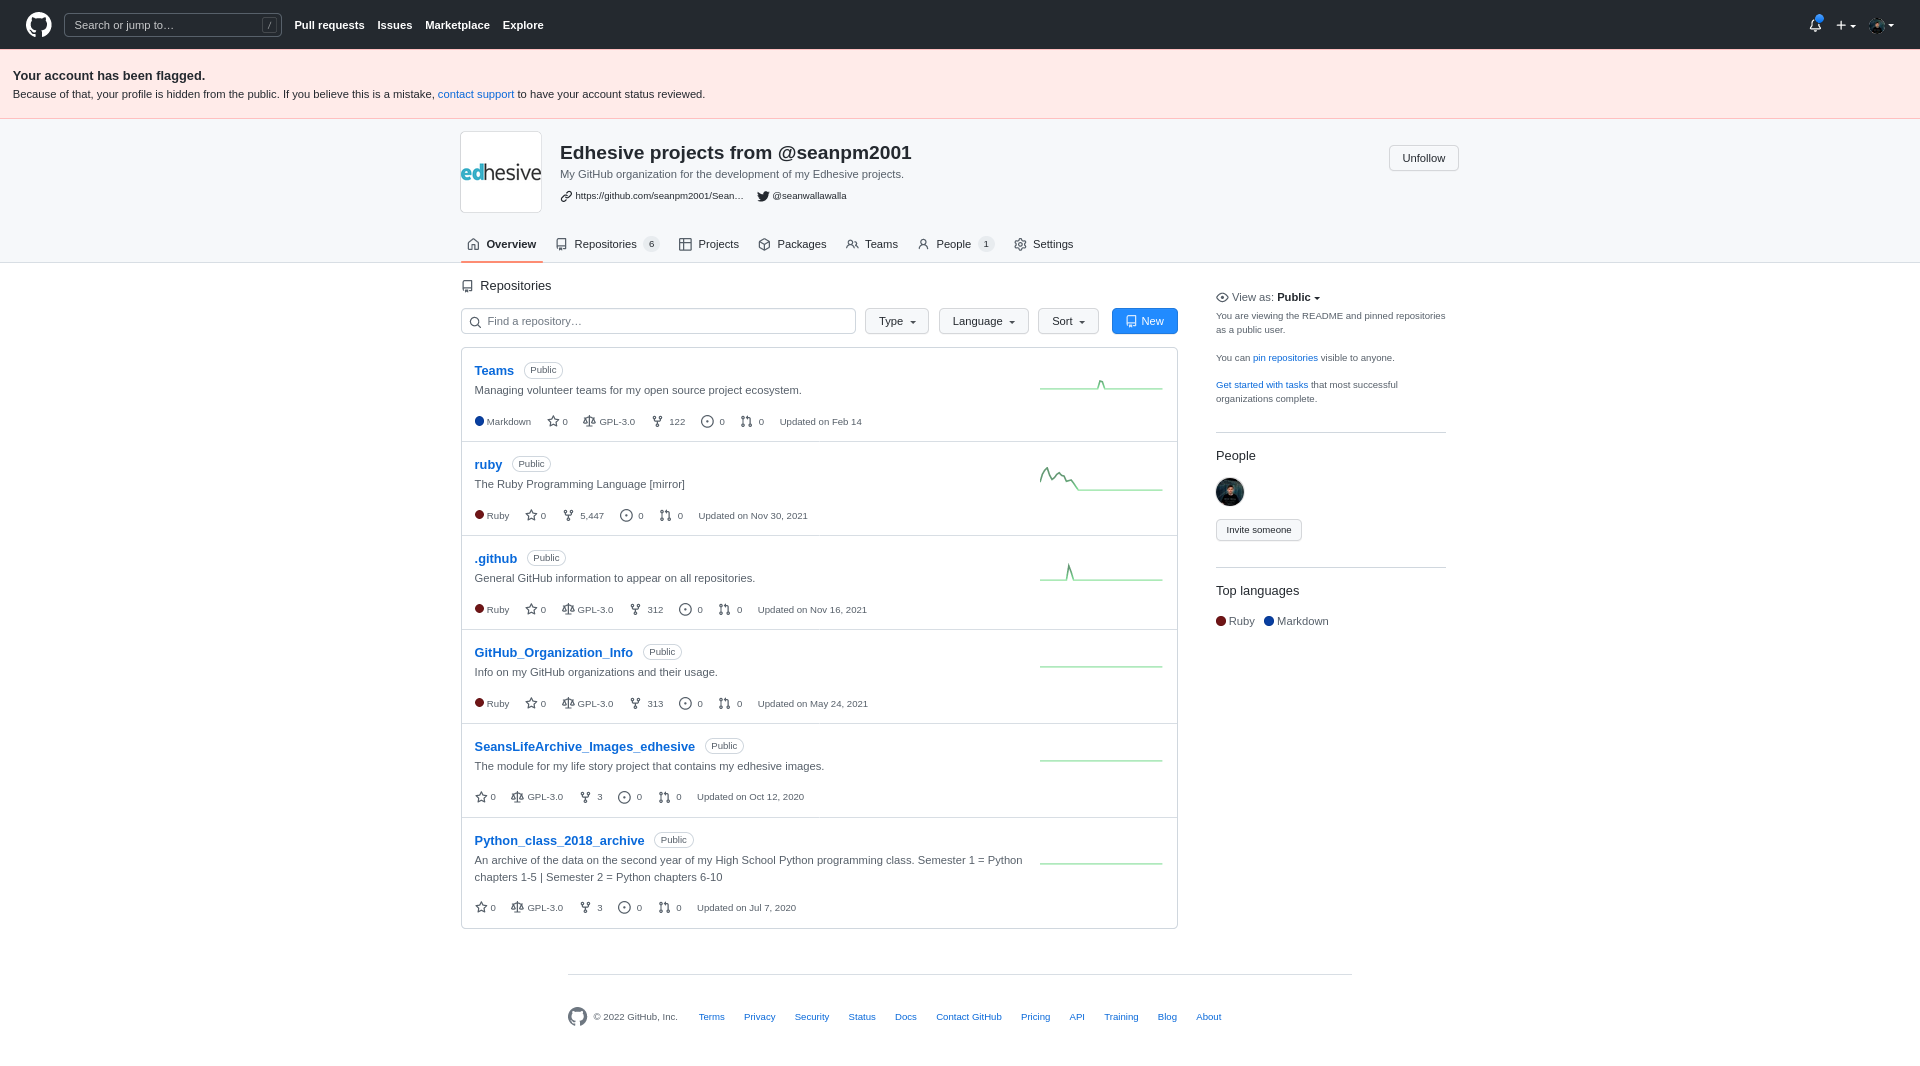 Search or jump to…
/
Pull requests Issues Marketplace Explore
Your account has been flagged.
Because of that, your profile is hidden from the public. If you believe this is a mistake, contact support to have your account status reviewed.
edhesive
Edhesive projects from @seanpm2001
My GitHub organization for the development of my Edhesive projects.
https://github.com/seanpm2001/Sean… @seanwallawalla
Unfollow
Overview Repositories 6 Projects Packages Teams People 1 Settings
Repositories
Find a repository… Type Language Sort New
Teams Public
Managing volunteer teams for my open source project ecosystem.
Markdown 0 GPL-3.0 122 0 0 Updated on Feb 14
ruby Public
The Ruby Programming Language [mirror]
Ruby 0 5,447 0 0 Updated on Nov 30, 2021
.github Public
General GitHub information to appear on all repositories.
Ruby 0 GPL-3.0 312 0 0 Updated on Nov 16, 2021
GitHub_Organization_Info Public
Info on my GitHub organizations and their usage.
Ruby 0 GPL-3.0 313 0 0 Updated on May 24, 2021
SeansLifeArchive_Images_edhesive Public
The module for my life story project that contains my edhesive images.
0 GPL-3.0 3 0 0 Updated on Oct 12, 2020
Python_class_2018_archive Public
An archive of the data on the second year of my High School Python programming class. Semester 1 = Python
chapters 1-5 | Semester 2 = Python chapters 6-10
0 GPL-3.0 3 0 0 Updated on Jul 7, 2020
View as: Public
You are viewing the README and pinned repositories
as a public user.
You can pin repositories visible to anyone.
Get started with tasks that most successful
organizations complete.
People
Invite someone
Top languages
Ruby Markdown
© 2022 GitHub, Inc. Terms Privacy Security Status Docs Contact GitHub Pricing API Training Blog About